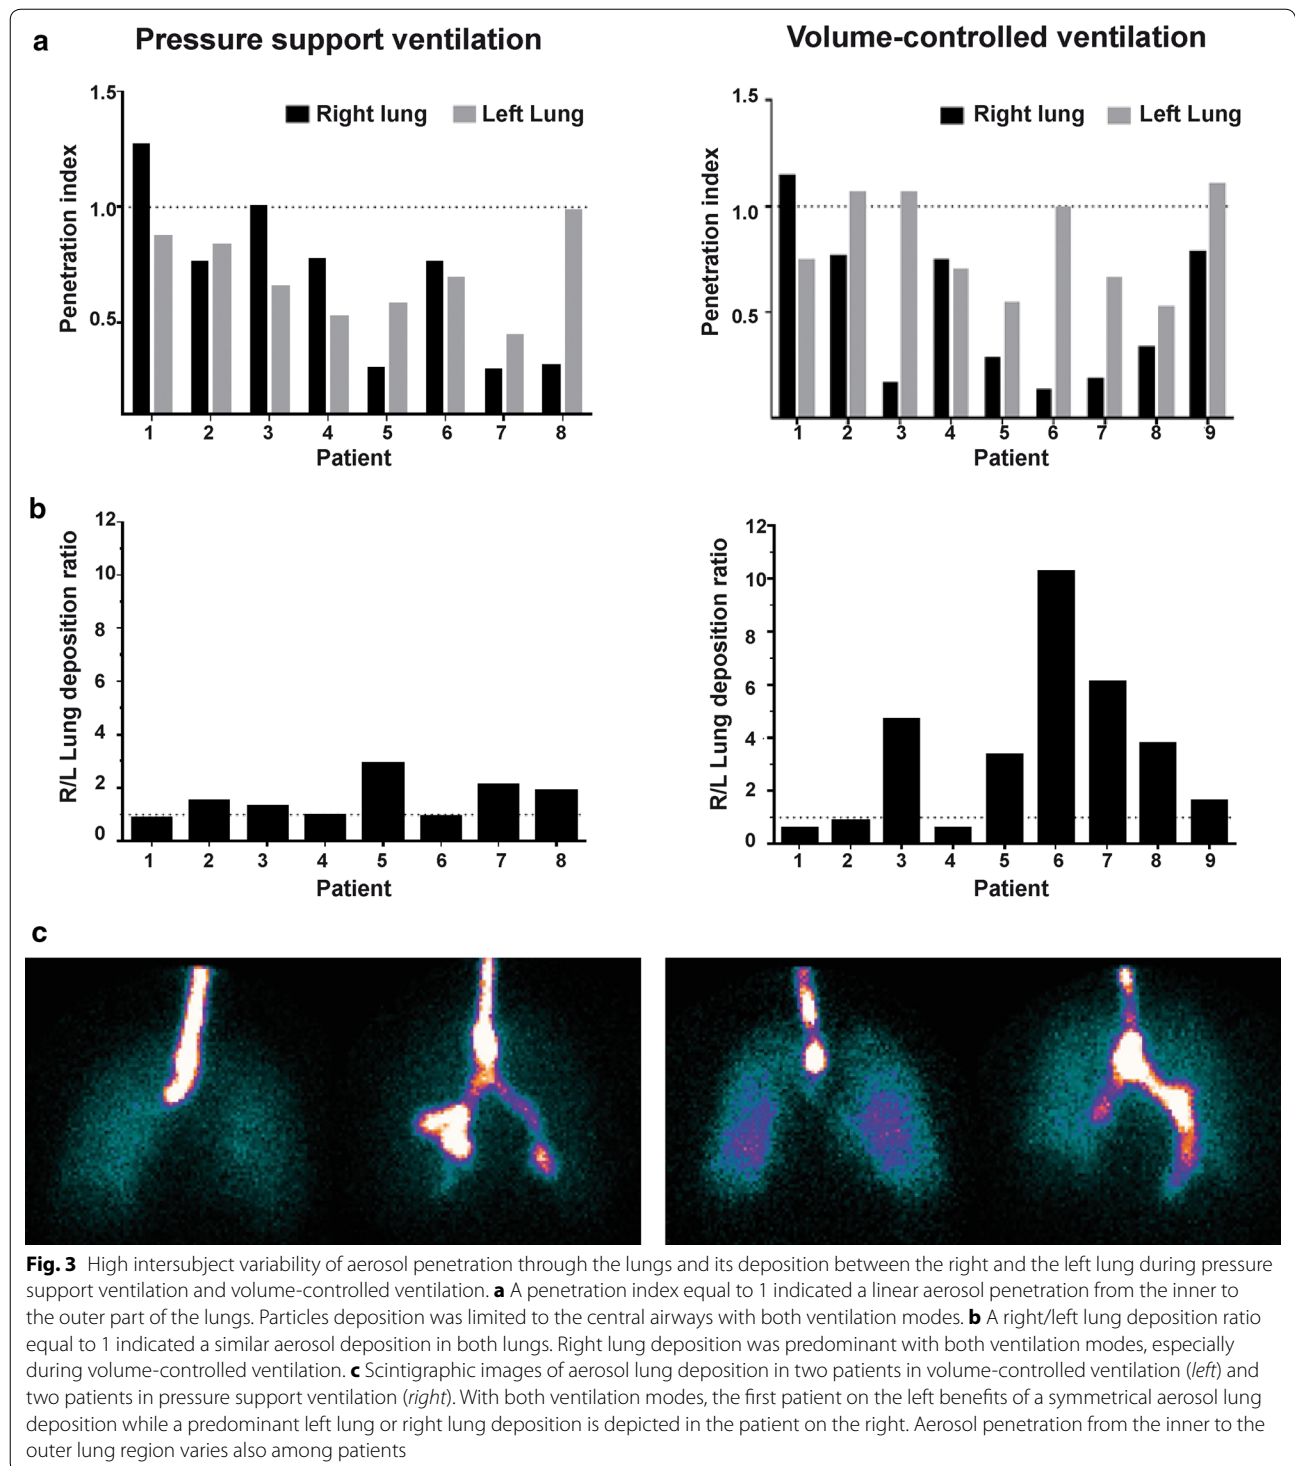 a
Pressure support ventilation
Volume-controlled ventilation
1.5
1.0
0.5
Penetration index
Right lung
Left Lung
1 2 3 4 5 6 7 8
Patient
1.5
1.0
0.5
Penetration index
Right lung
Left Lung
1 2 3 4 5 6 7 8 9
Patient
b
12
10
8
6
4
2
0
R/L Lung deposition ratio
1 2 3 4 5 6 7 8
Patient
12
10
8
6
4
2
0
R/L Lung deposition ratio
1 2 3 4 5 6 7 8 9
Patient
c
Fig. 3 High intersubject variability of aerosol penetration through the lungs and its deposition between the right and the left lung during pressure
support ventilation and volume-controlled ventilation. a A penetration index equal to 1 indicated a linear aerosol penetration from the inner to
the outer part of the lungs. Particles deposition was limited to the central airways with both ventilation modes. b A right/left lung deposition ratio
equal to 1 indicated a similar aerosol deposition in both lungs. Right lung deposition was predominant with both ventilation modes, especially
during volume-controlled ventilation. c Scintigraphic images of aerosol lung deposition in two patients in volume-controlled ventilation (left) and
two patients in pressure support ventilation (right). With both ventilation modes, the first patient on the left benefits of a symmetrical aerosol lung
deposition while a predominant left lung or right lung deposition is depicted in the patient on the right. Aerosol penetration from the inner to the
outer lung region varies also among patients